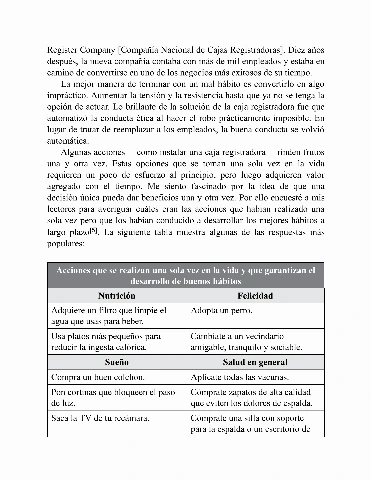 Register Company [Compañía Nacional de Cajas Registradoras]. Diez años
después, la nueva compañía contaba con más de mil empleados y estaba en
camino de convertirse en uno de los negocios más exitosos de su tiempo.
La mejor manera de terminar con un mal hábito es convertirlo en algo
impráctico. Aumentar la tensión y la resistencia hasta que ya no se tenga la
opción de actuar. Lo brillante de la solución de la caja registradora fue que
automatizó la conducta ética al hacer el robo prácticamente imposible. En
lugar de tratar de reemplazar a los empleados, la buena conducta se volvió
automática.
Algunas acciones —como instalar una caja registradora— rinden frutos
una y otra vez. Estas opciones que se toman una sola vez en la vida
requieren un poco de esfuerzo al principio, pero luego adquieren valor
agregado con el tiempo. Me siento fascinado por la idea de que una
decisión única pueda dar beneficios una y otra vez. Por ello encuesté a mis
lectores para averiguar cuáles eran las acciones que habían realizado una
sola vez pero que los habían conducido a desarrollar los mejores hábitos a
largo plazo[8]. La siguiente tabla muestra algunas de las respuestas más
populares:
Acciones que se realizan una sola vez en la vida y que garantizan el
desarrollo de buenos hábitos
Nutrición Felicidad
Adquiere un filtro que limpie el Adopta un perro.
agua que usas para beber.
Usa platos más pequeños para Cámbiate a un vecindario
reducir la ingesta calórica. amigable, tranquilo y sociable.
Sueño Salud en general
Compra un buen colchón. Aplícate todas las vacunas.
Pon cortinas que bloqueen el paso Cómprate zapatos de alta calidad
de luz. que eviten los dolores de espalda.
Saca la TV de tu recámara. Cómprate una silla con soporte
para la espalda o un escritorio de